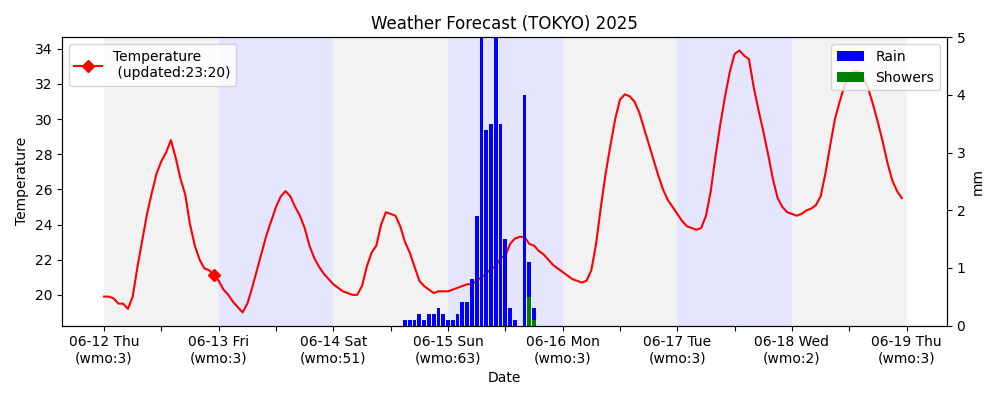 Weather Forecast (TOKYO) 2025
Temperature
(updated:23:20)
Rain
Showers
Temperature
34
32
30
28
26
24
22
20
5
4
3
2
1
0
mm
06-12 Thu
(wmo:3)
06-13 Fri
(wmo:3)
06-14 Sat
(wmo:51)
06-15 Sun
(wmo:63)
06-16 Mon
(wmo:3)
06-17 Tue
(wmo:3)
06-18 Wed
(wmo:2)
06-19 Thu
(wmo:3)
Date